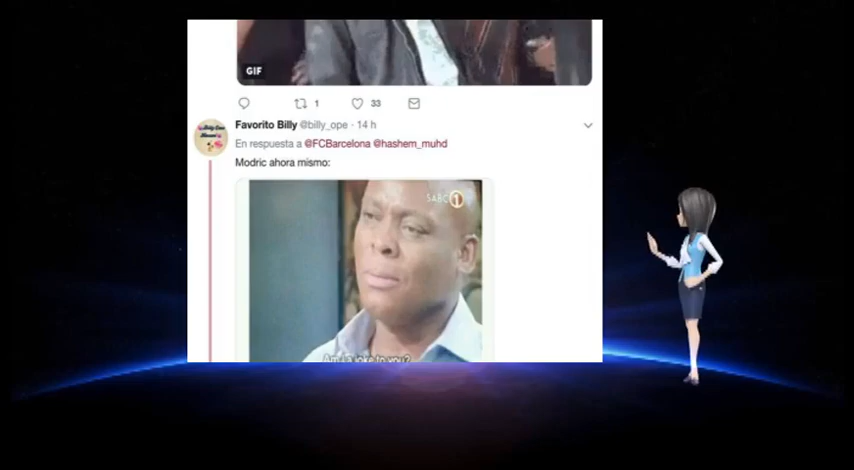 GIF
1 33
Favorito Billy @billy_ope · 14 h
En respuesta a @FCBarcelona @hashem_muhd
Modric ahora mismo:
SABC 1
Am I a joke to you?